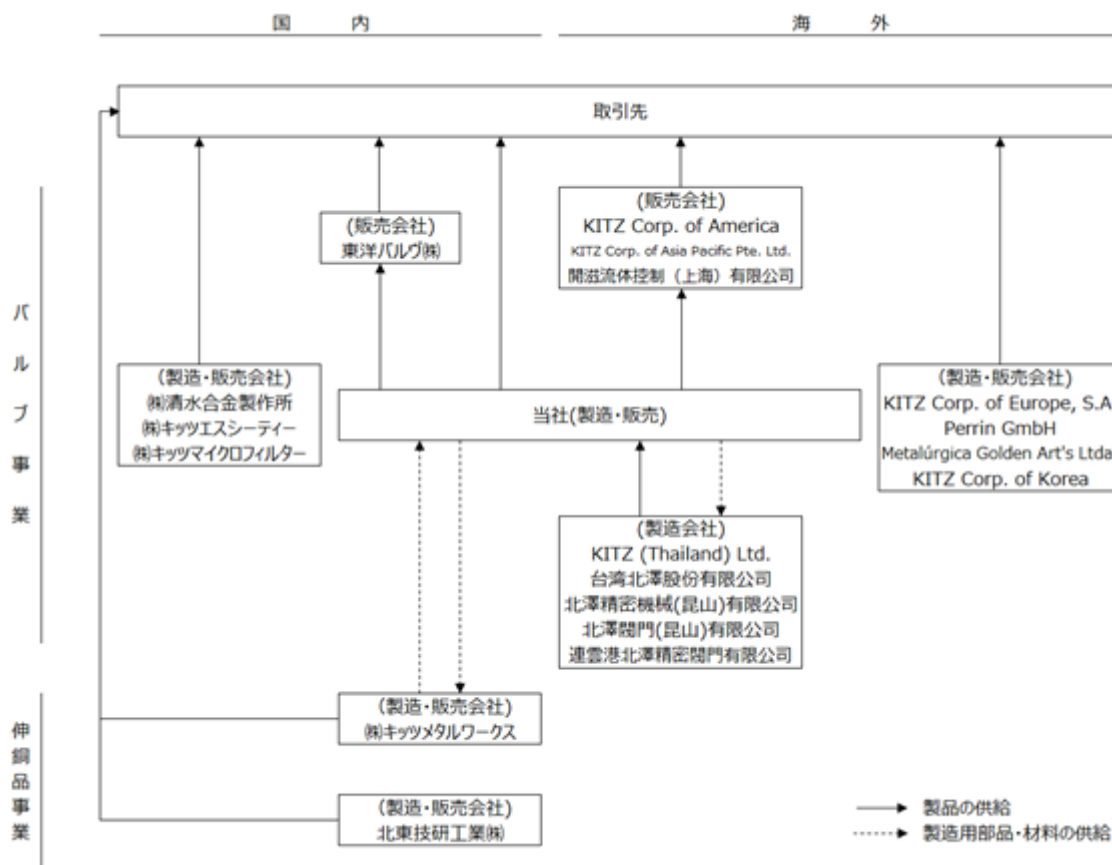 国 内
海 外
取引先
(販売会社)
東洋バルヴ㈱
(販売会社)
KITZ Corp. of America
KITZ Corp. of Asia Pacific Pte. Ltd.
開滋流体控制（上海）有限公司
バルブ事業
(製造・販売会社)
㈱清水合金製作所
㈱キッツエスシーティー
㈱キッツマイクロフィルター
当社(製造・販売)
(製造・販売会社)
KITZ Corp. of Europe, S.A
Perrin GmbH
Metalúrgica Golden Art's Ltda
KITZ Corp. of Korea
(製造会社)
KITZ (Thailand) Ltd.
台湾北澤股份有限公司
北澤精密機械(昆山)有限公司
北澤閥門(昆山)有限公司
連雲港北澤精密閥門有限公司
伸銅品事業
(製造・販売会社)
㈱キッツメタルワークス
(製造・販売会社)
北東技研工業㈱
製品の供給
製造用部品・材料の供給